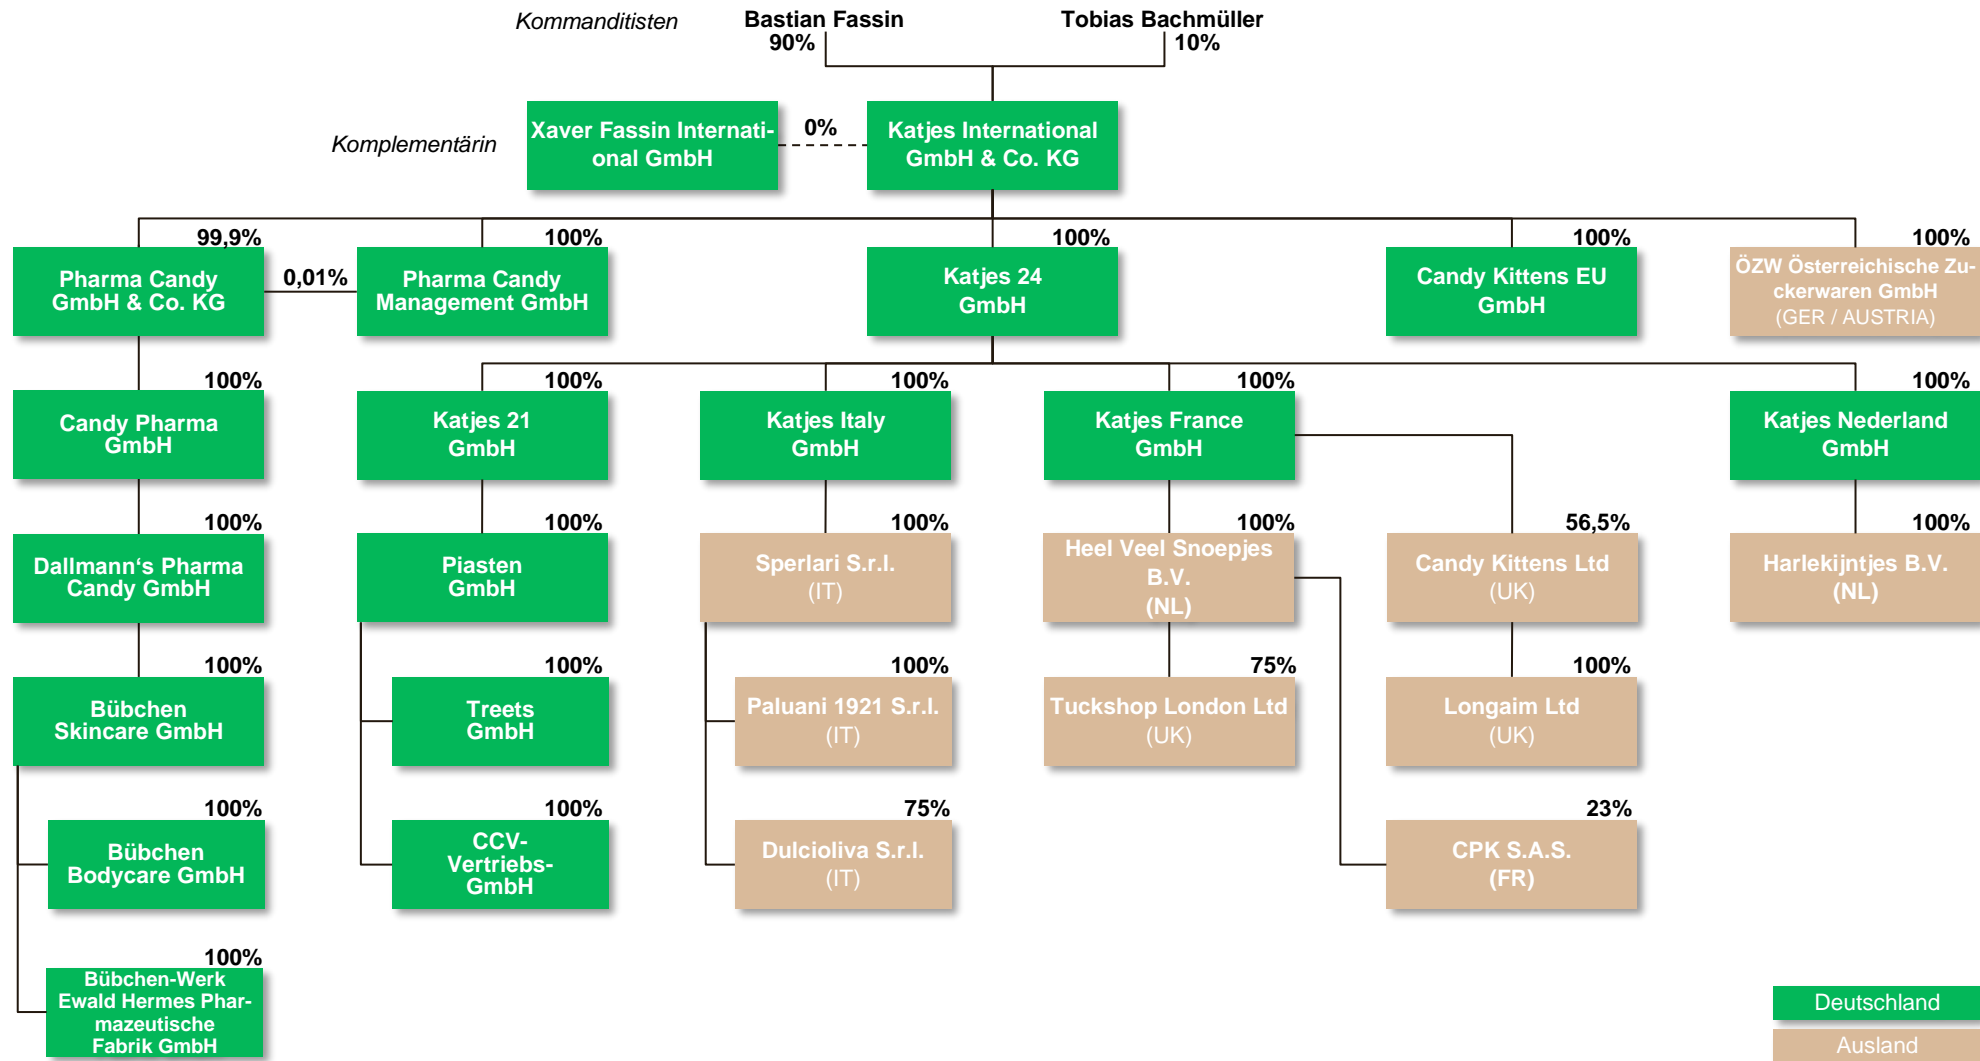 Kommanditisten
Bastian Fassin
90%
Tobias Bachmüller
10%
Komplementärin
Xaver Fassin Internati-
onal GmbH
0%
Katjes International
GmbH & Co. KG
99,9%
Pharma Candy
GmbH & Co. KG
0,01%
100%
Pharma Candy
Management GmbH
100%
Katjes 24
GmbH
100%
Candy Kittens EU
GmbH
100%
ÖZW Österreichische Zu-
ckerwaren GmbH
(GER / AUSTRIA)
100%
Candy Pharma
GmbH
100%
Katjes 21
GmbH
100%
Katjes Italy
GmbH
100%
Katjes France
GmbH
100%
Katjes Nederland
GmbH
100%
Dallmann‘s Pharma
Candy GmbH
100%
Piasten
GmbH
100%
Sperlari S.r.l.
(IT)
100%
Heel Veel Snoepjes
B.V.
(NL)
56,5%
Candy Kittens Ltd
(UK)
100%
Harlekijntjes B.V.
(NL)
100%
Bübchen
Skincare GmbH
100%
Treets
GmbH
100%
Paluani 1921 S.r.l.
(IT)
75%
Tuckshop London Ltd
(UK)
100%
Longaim Ltd
(UK)
100%
Bübchen
Bodycare GmbH
100%
CCV-
Vertriebs-
GmbH
75%
Dulcioliva S.r.l.
(IT)
23%
CPK S.A.S.
(FR)
100%
Bübchen-Werk
Ewald Hermes Phar-
mazeutische
Fabrik GmbH
Deutschland
Ausland